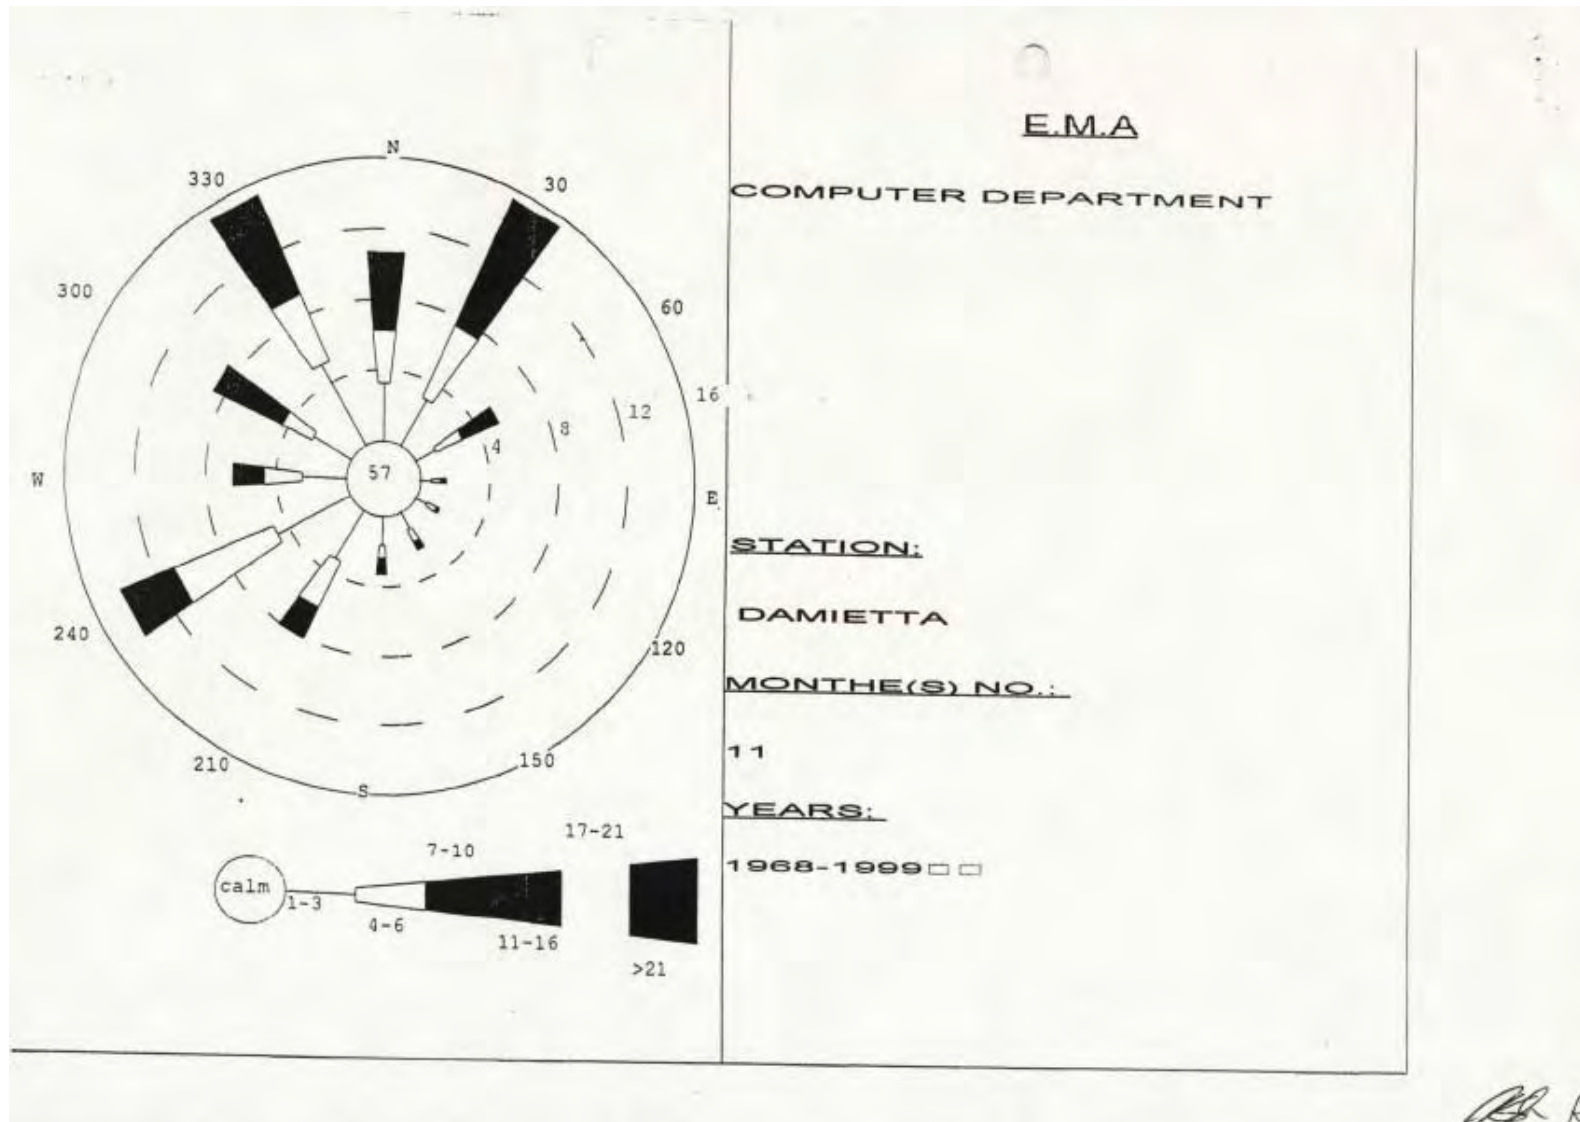 N
330
30
300
60
16
12
8
4
57
W
E
240
120
210
150
S
17-21
7-10
calm
1-3
4-6
11-16
>21
E.M.A
COMPUTER DEPARTMENT
STATION:
DAMIETTA
MONTHE(S) NO.:
11
YEARS:
1968-1999□ □